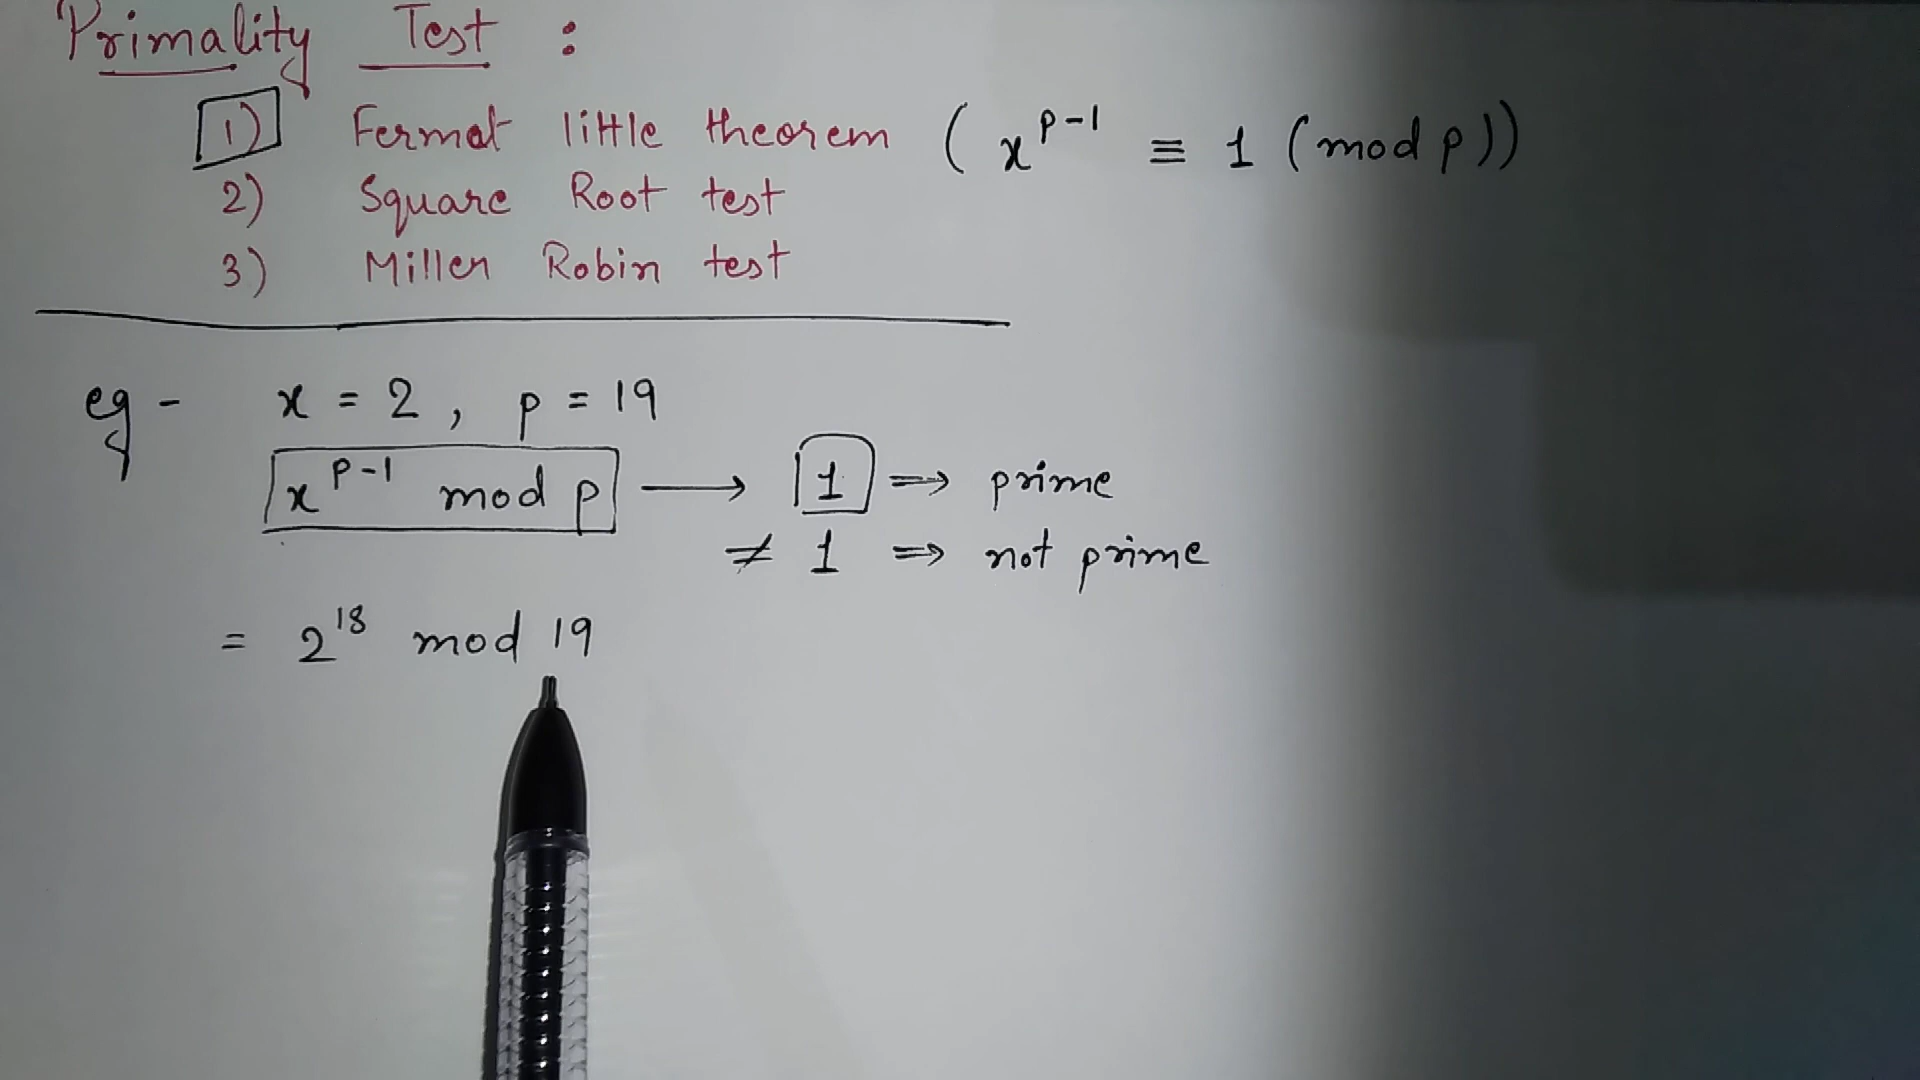 Primality Test :
1) Fermat little theorem ( x^{p-1} ≡ 1 (mod p))
2) Square Root test
3) Miller Robin test
eg - x = 2 , p = 19
x^{p-1} mod p ⟶ 1 ⇒ prime
≠ 1 ⇒ not prime
= 2^{18} mod 19